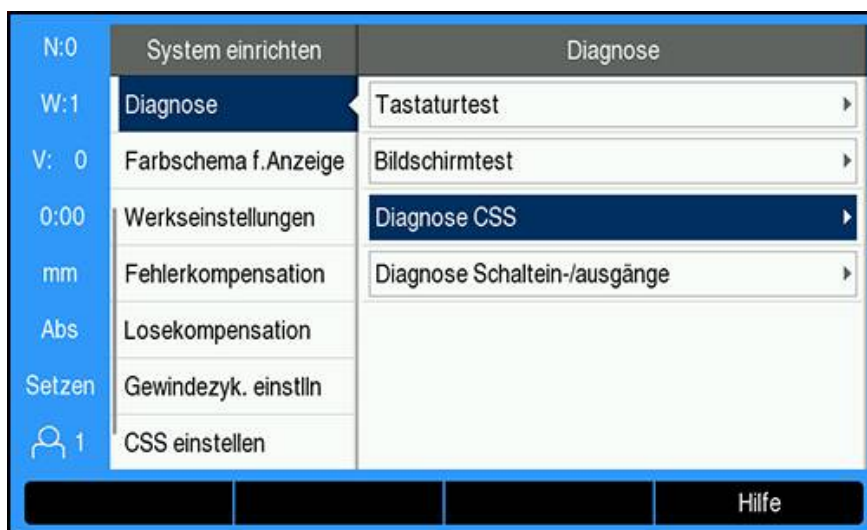 N:0
System einrichten
Diagnose
W:1
Diagnose
Tastaturtest
V: 0
Farbschema f.Anzeige
Bildschirmtest
0:00
Werkseinstellungen
Diagnose CSS
mm
Fehlerkompensation
Diagnose Schaltein-/ausgänge
Abs
Losekompensation
Setzen
Gewindezyk. einstlln
1
CSS einstellen
Hilfe